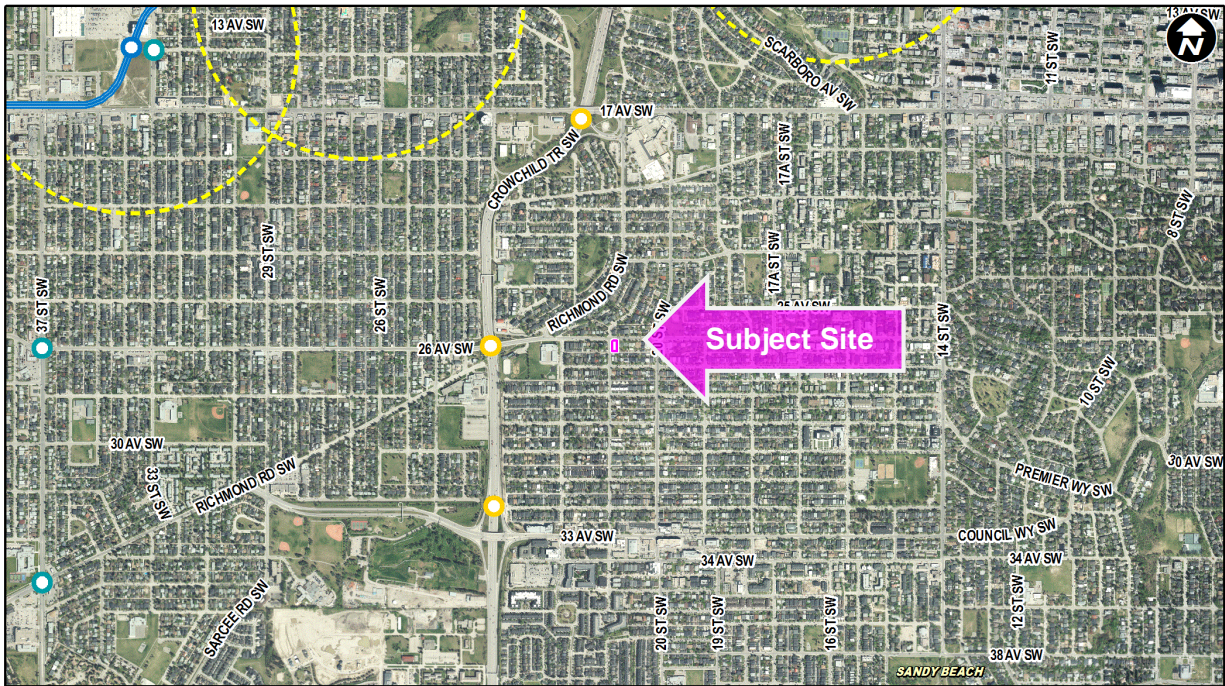 13 AV SW
13 AV SW
N
11 ST SW
SCARBORO AV SW
17 AV SW
CROWCHILD TR SW
17A ST SW
8 ST SW
29 ST SW
17A ST SW
RICHMOND RD SW
26 ST SW
37 ST SW
25 AV SW
14 ST SW
Subject Site
26 AV SW
10 ST SW
30 AV SW
30 AV SW
33 ST SW
RICHMOND RD SW
PREMIER WY SW
33 AV SW
COUNCIL WY SW
34 AV SW
34 AV SW
SARCEE RD SW
20 ST SW
19 ST SW
16 ST SW
12 ST SW
38 AV SW
SANDY BEACH